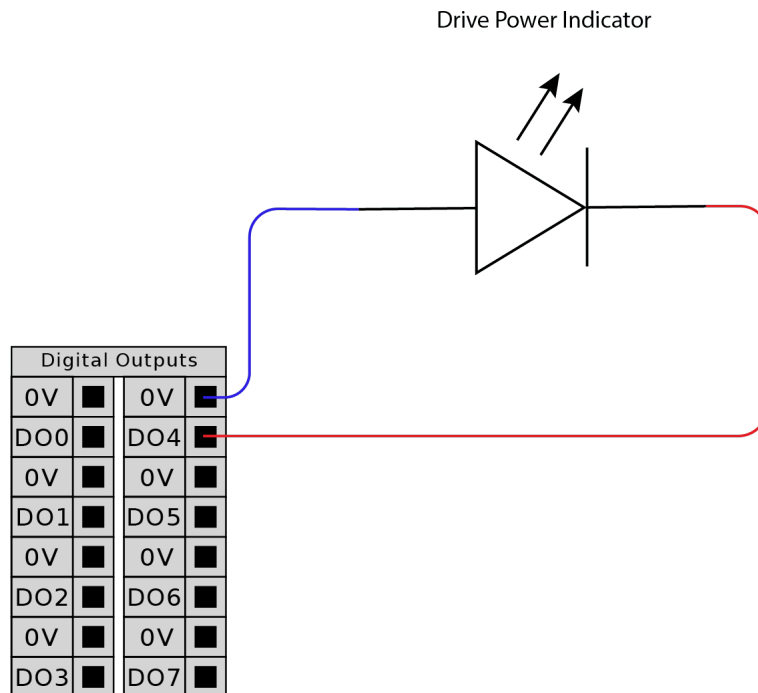 Drive Power Indicator
Digital Outputs
0V 0V
DO0 DO4
0V 0V
DO1 DO5
0V 0V
DO2 DO6
0V 0V
DO3 DO7